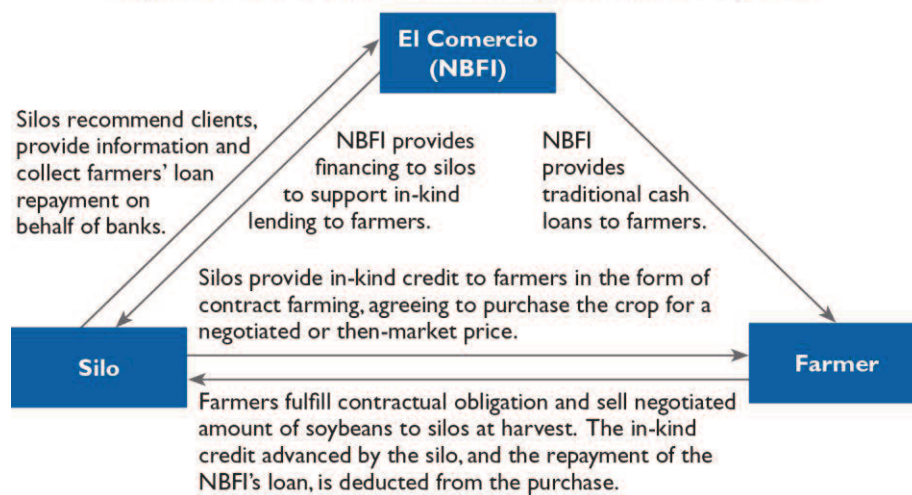 El Comercio
(NBFI)
Silos recommend clients,
provide information and
collect farmers' loan
repayment on
behalf of banks.
NBFI provides
financing to silos
to support in-kind
lending to farmers.
NBFI
provides
traditional cash
loans to farmers.
Silos provide in-kind credit to farmers in the form of
contract farming, agreeing to purchase the crop for a
negotiated or then-market price.
Silo
Farmer
Farmers fulfill contractual obligation and sell negotiated
amount of soybeans to silos at harvest. The in-kind
credit advanced by the silo, and the repayment of the
NBFI's loan, is deducted from the purchase.